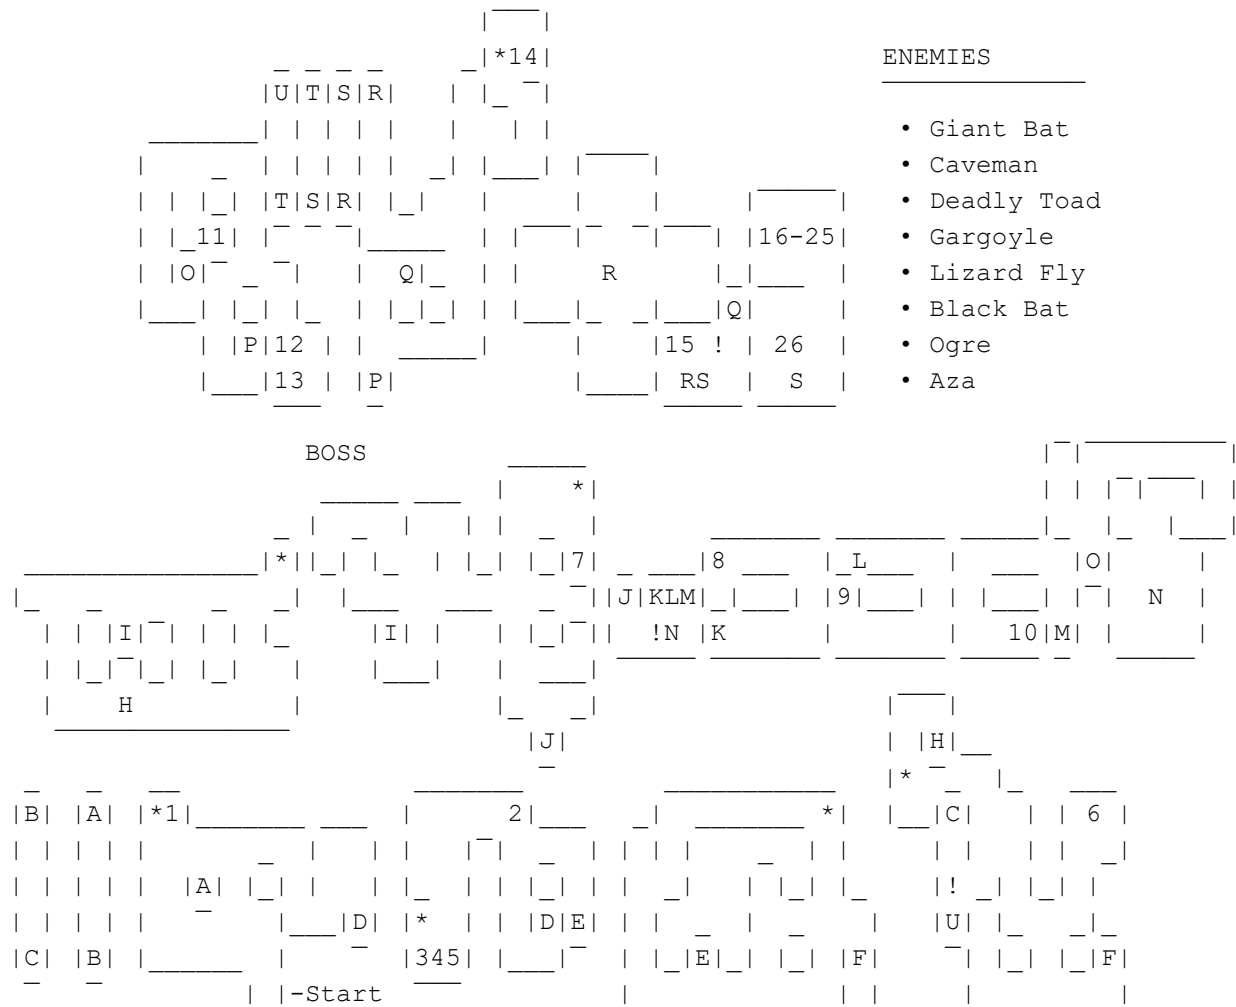 *14 ENEMIES
U T S R
• Giant Bat
• Caveman
T S R • Deadly Toad
11 16-25 • Gargoyle
O Q R • Lizard Fly
Q • Black Bat
P 12 15 ! 26 • Ogre
13 P RS S • Aza
BOSS
*
* 7 8 L O
J KLM 9 N
I I !N K 10 M
H
J H
*
B A *1 2 * C 6
A !
D * D E U
C B 345 E F F
-Start